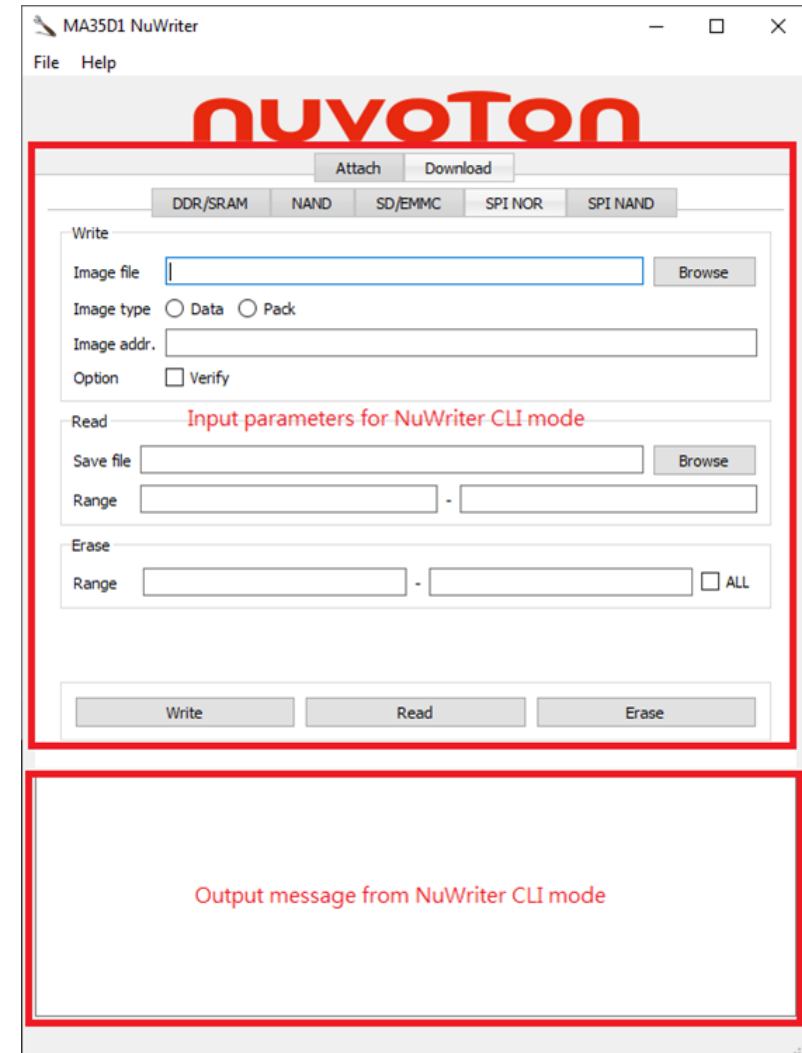 MA35D1 NuWriter
File Help
nuvoTon
Attach Download
DDR/SRAM NAND SD/EMMC SPI NOR SPI NAND
Write
Image file Browse
Image type Data Pack
Image addr.
Option Verify
Read Input parameters for NuWriter CLI mode
Save file Browse
Range -
Erase
Range - ALL
Write Read Erase
Output message from NuWriter CLI mode